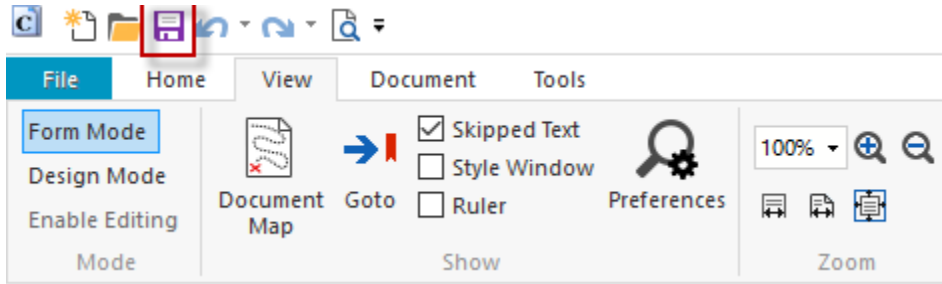 C
File Home View Document Tools
Form Mode
Design Mode
Enable Editing
Mode
Document
Map
Goto
Skipped Text
Style Window
Ruler
Preferences
Show
100%
Zoom